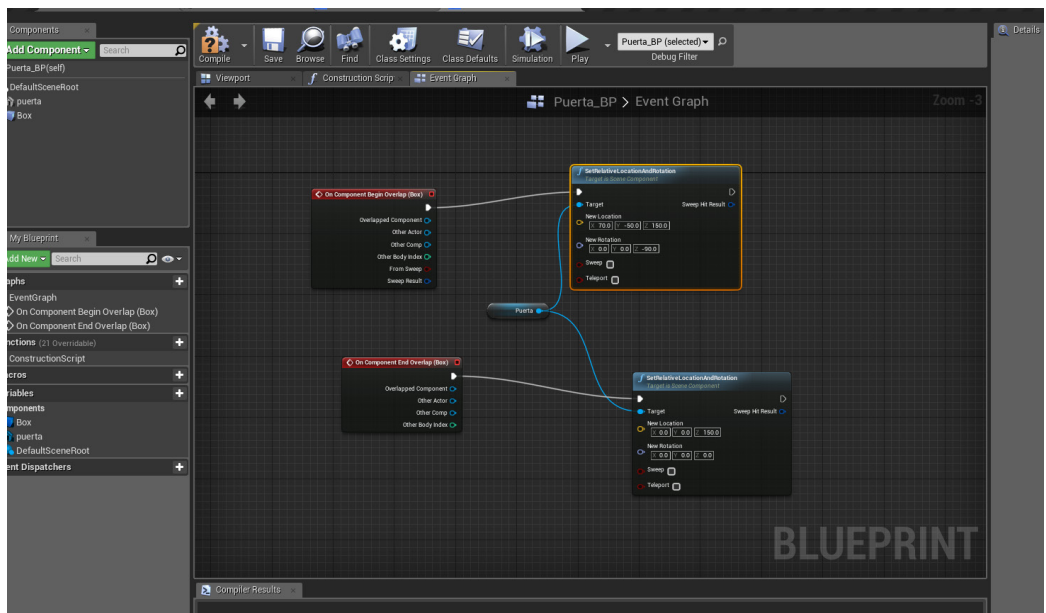 Components
Add Component
Search
Puerta_BP(self)
DefaultSceneRoot
puerta
Box
My Blueprint
Add New
Search
aphs
EventGraph
On Component Begin Overlap (Box)
On Component End Overlap (Box)
nctions (21 Overridable)
ConstructionScript
acros
riables
mponents
Box
puerta
DefaultSceneRoot
ent Dispatchers
Compile
Save
Browse
Find
Class Settings
Class Defaults
Simulation
Play
Puerta_BP (selected)
Debug Filter
Details
Viewport
Construction Scrip
Event Graph
Puerta_BP > Event Graph
Zoom -3
On Component Begin Overlap (Box)
Overlapped Component
Other Actor
Other Comp
Other Body Index
From Sweep
Sweep Result
SetRelativeLocationAndRotation
Target is Scene Component
Target Sweep Hit Result
New Location
X 70.0 Y -50.0 Z 150.0
New Rotation
X 0.0 Y 0.0 Z -90.0
Sweep
Teleport
Puerta
On Component End Overlap (Box)
Overlapped Component
Other Actor
Other Comp
Other Body Index
SetRelativeLocationAndRotation
Target is Scene Component
Target Sweep Hit Result
New Location
X 0.0 Y 0.0 Z 150.0
New Rotation
X 0.0 Y 0.0 Z 0.0
Sweep
Teleport
BLUEPRINT
Compiler Results